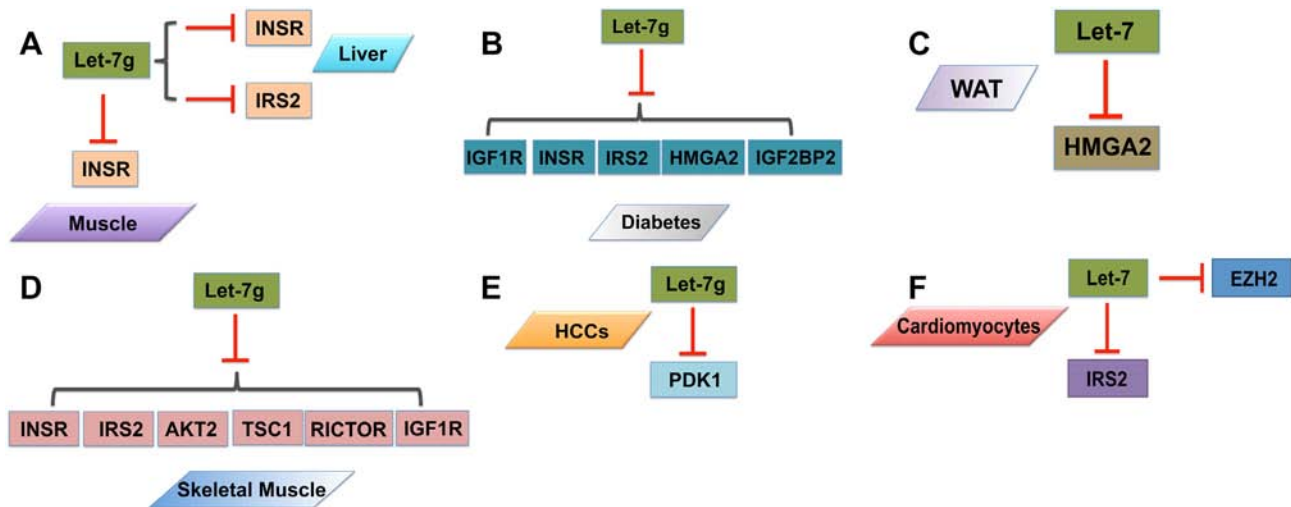 A
Let-7g
INSR
IRS2
Liver
INSR
Muscle
B
Let-7g
IGF1R INSR IRS2 HMGA2 IGF2BP2
Diabetes
C
Let-7
WAT
HMGA2
D
Let-7g
INSR IRS2 AKT2 TSC1 RICTOR IGF1R
Skeletal Muscle
E
Let-7g
HCCs
PDK1
F
Let-7
EZH2
Cardiomyocytes
IRS2